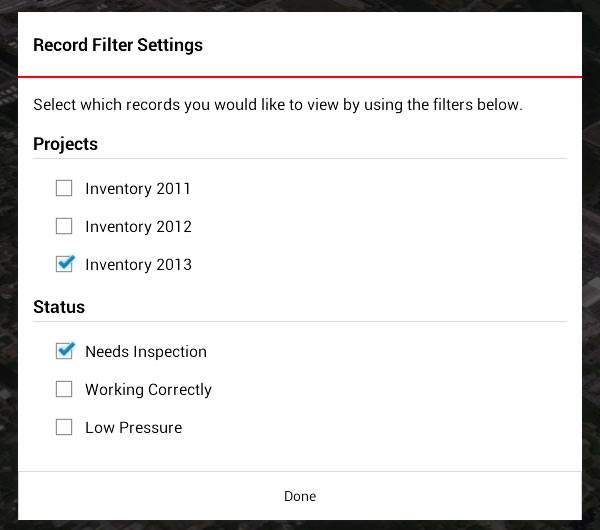 Record Filter Settings
Select which records you would like to view by using the filters below.
Projects
Inventory 2011
Inventory 2012
Inventory 2013
Status
Needs Inspection
Working Correctly
Low Pressure
Done